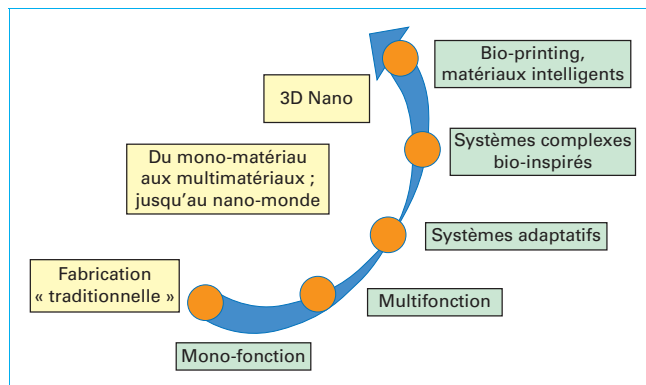 Bio-printing,
matériaux intelligents
3D Nano
Systèmes complexes
bio-inspirés
Du mono-matériau
aux multimatériaux ;
jusqu'au nano-monde
Systèmes adaptatifs
Fabrication
« traditionnelle »
Multifonction
Mono-fonction